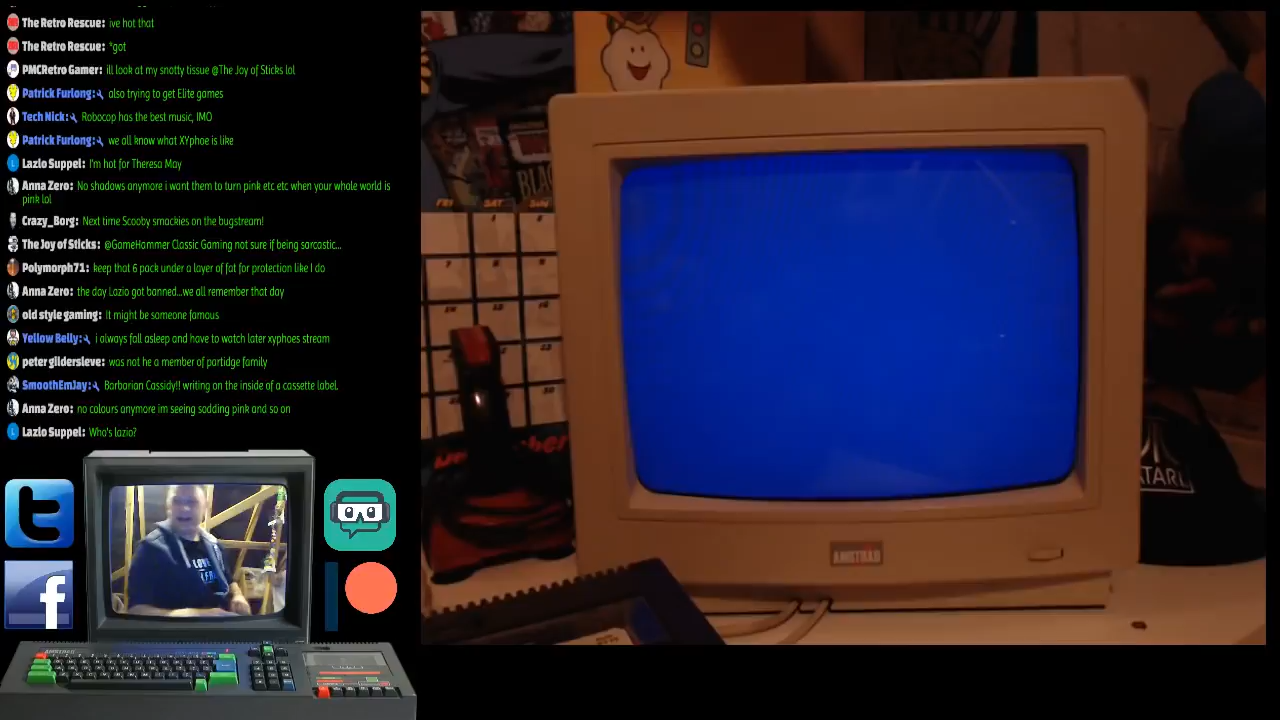 The Retro Rescue: ive hot that
The Retro Rescue: *got
PMCRetro Gamer: ill look at my snotty tissue @The Joy of Sticks lol
Patrick Furlong: also trying to get Elite games
Tech Nick: Robocop has the best music, IMO
Patrick Furlong: we all know what XYphoe is like
Lazlo Suppel: I'm hot for Theresa May
Anna Zero: No shadows anymore i want them to turn pink etc etc when your whole world is
pink lol
Crazy_Borg: Next time Scooby smackies on the bugstream!
The Joy of Sticks: @GameHammer Classic Gaming not sure if being sarcastic...
Polymorph71: keep that 6 pack under a layer of fat for protection like I do
Anna Zero: the day Lazio got banned...we all remember that day
old style gaming: It might be someone famous
Yellow Belly: i always fall asleep and have to watch later xyphoes stream
peter gildersleve: was not he a member of partidge family
SmoothEmJay: Barbarian Cassidy!! writing on the inside of a cassette label.
Anna Zero: no colours anymore im seeing sodding pink and so on
Lazlo Suppel: Who's lazio?
LOVE
AMSTRAD
FRI
SAT
SUN
BLAC
AMSTRAD
ATARI